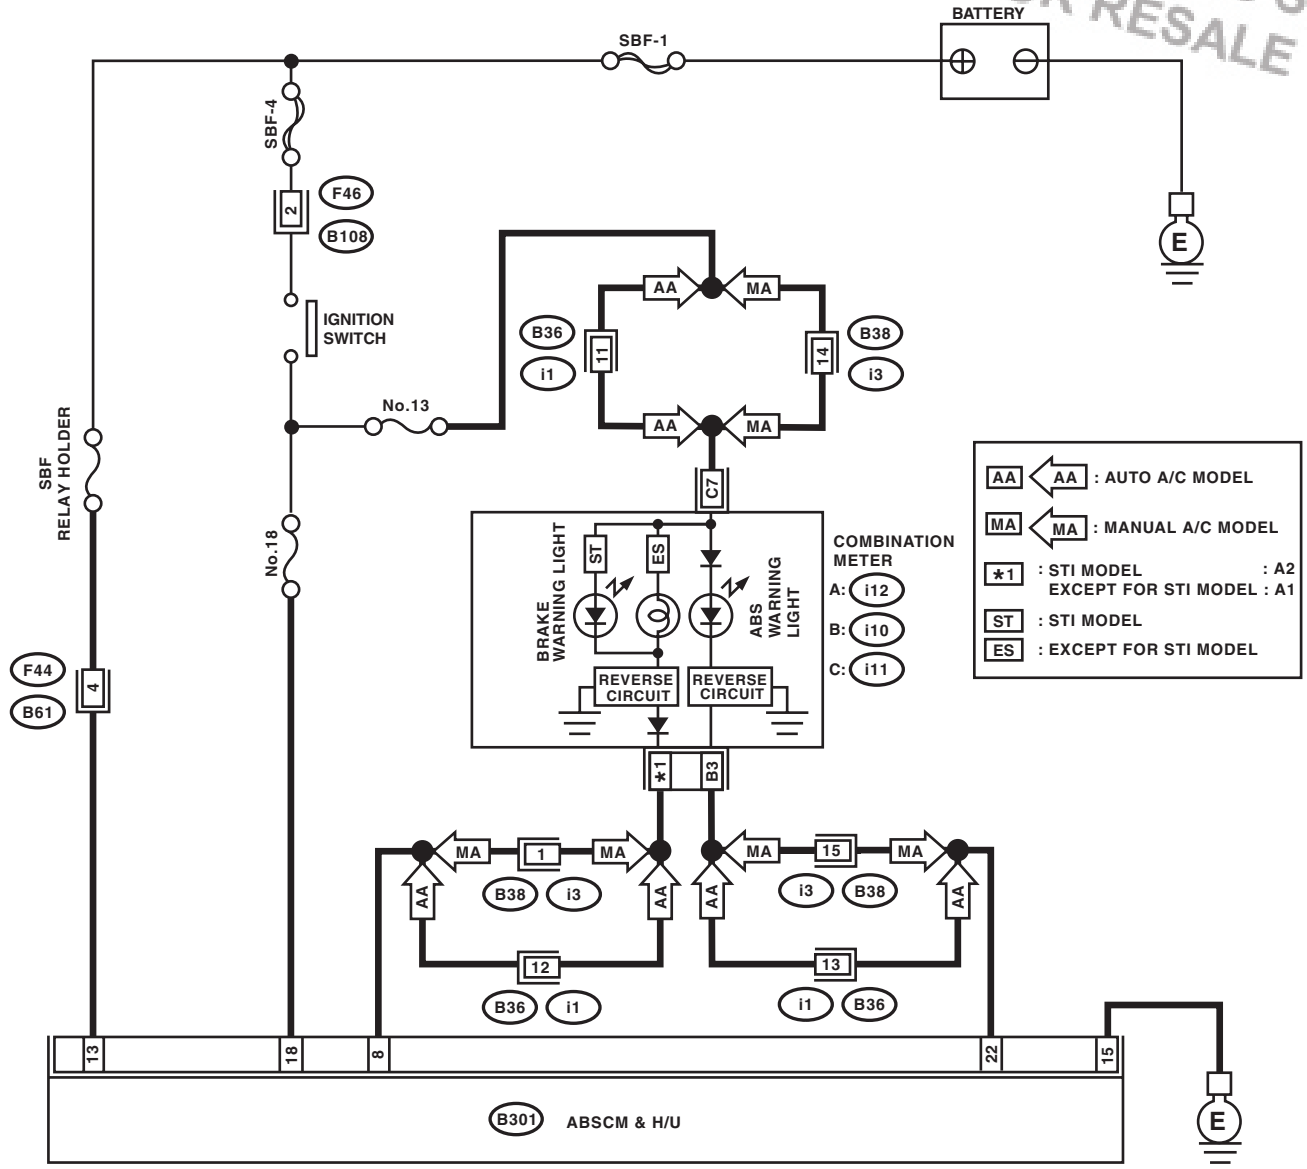 BATTERY
RESALE
SBF-1
SBF-4
2
F46
B108
E
IGNITION
SWITCH
AA
MA
B36
i1
11
14
B38
i3
No.13
AA
MA
C7
SBF
RELAY HOLDER
No.18
BRAKE
WARNING LIGHT
ST
ES
ABS
WARNING
LIGHT
COMBINATION
METER
A: i12
B: i10
C: i11
REVERSE
CIRCUIT
REVERSE
CIRCUIT
AA AA : AUTO A/C MODEL
MA MA : MANUAL A/C MODEL
*1 : STI MODEL : A2
EXCEPT FOR STI MODEL : A1
ST : STI MODEL
ES : EXCEPT FOR STI MODEL
F44
B61
4
*1
B3
MA
1
MA
MA
15
MA
B38
i3
i3
B38
AA
AA
AA
AA
12
13
B36
i1
i1
B36
13
18
8
22
15
B301
ABSCM & H/U
E